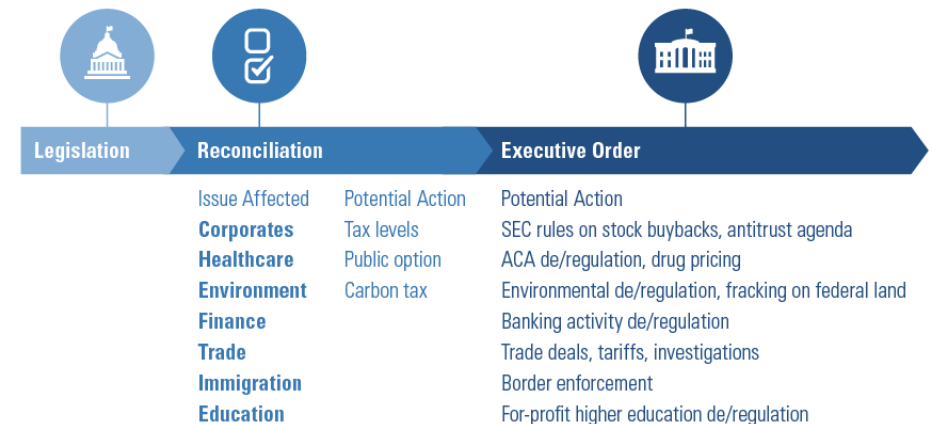 Legislation Reconciliation Executive Order
Issue Affected Potential Action Potential Action
Corporates Tax levels SEC rules on stock buybacks, antitrust agenda
Healthcare Public option ACA de/regulation, drug pricing
Environment Carbon tax Environmental de/regulation, fracking on federal land
Finance Banking activity de/regulation
Trade Trade deals, tariffs, investigations
Immigration Border enforcement
Education For-profit higher education de/regulation